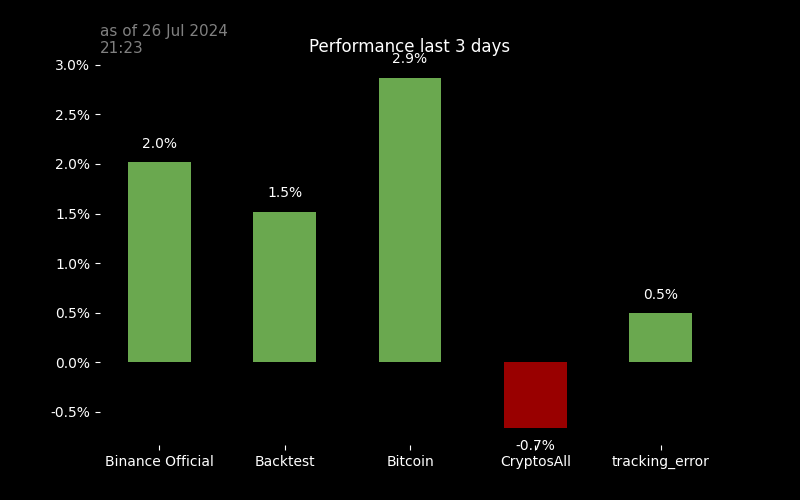 as of 26 Jul 2024
21:23
Performance last 3 days
3.0%
2.5%
2.0%
1.5%
1.0%
0.5%
0.0%
-0.5%
2.0%
1.5%
2.9%
-0.7%
0.5%
Binance Official
Backtest
Bitcoin
CryptosAll
tracking_error